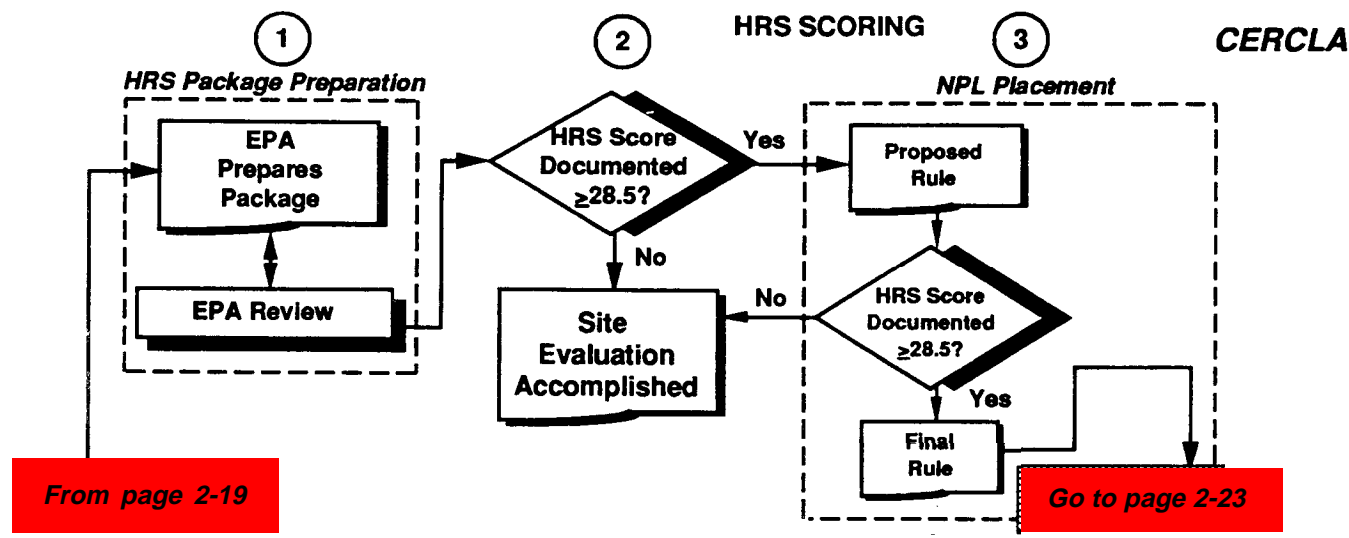 HRS SCORING
CERCLA
1
2
3
HRS Package Preparation
NPL Placement
EPA
Prepares
Package
EPA Review
HRS Score
Documented
≥28.5?
Yes
No
Site
Evaluation
Accomplished
Proposed
Rule
HRS Score
Documented
≥28.5?
No
Yes
Final
Rule
From page 2-19
Go to page 2-23